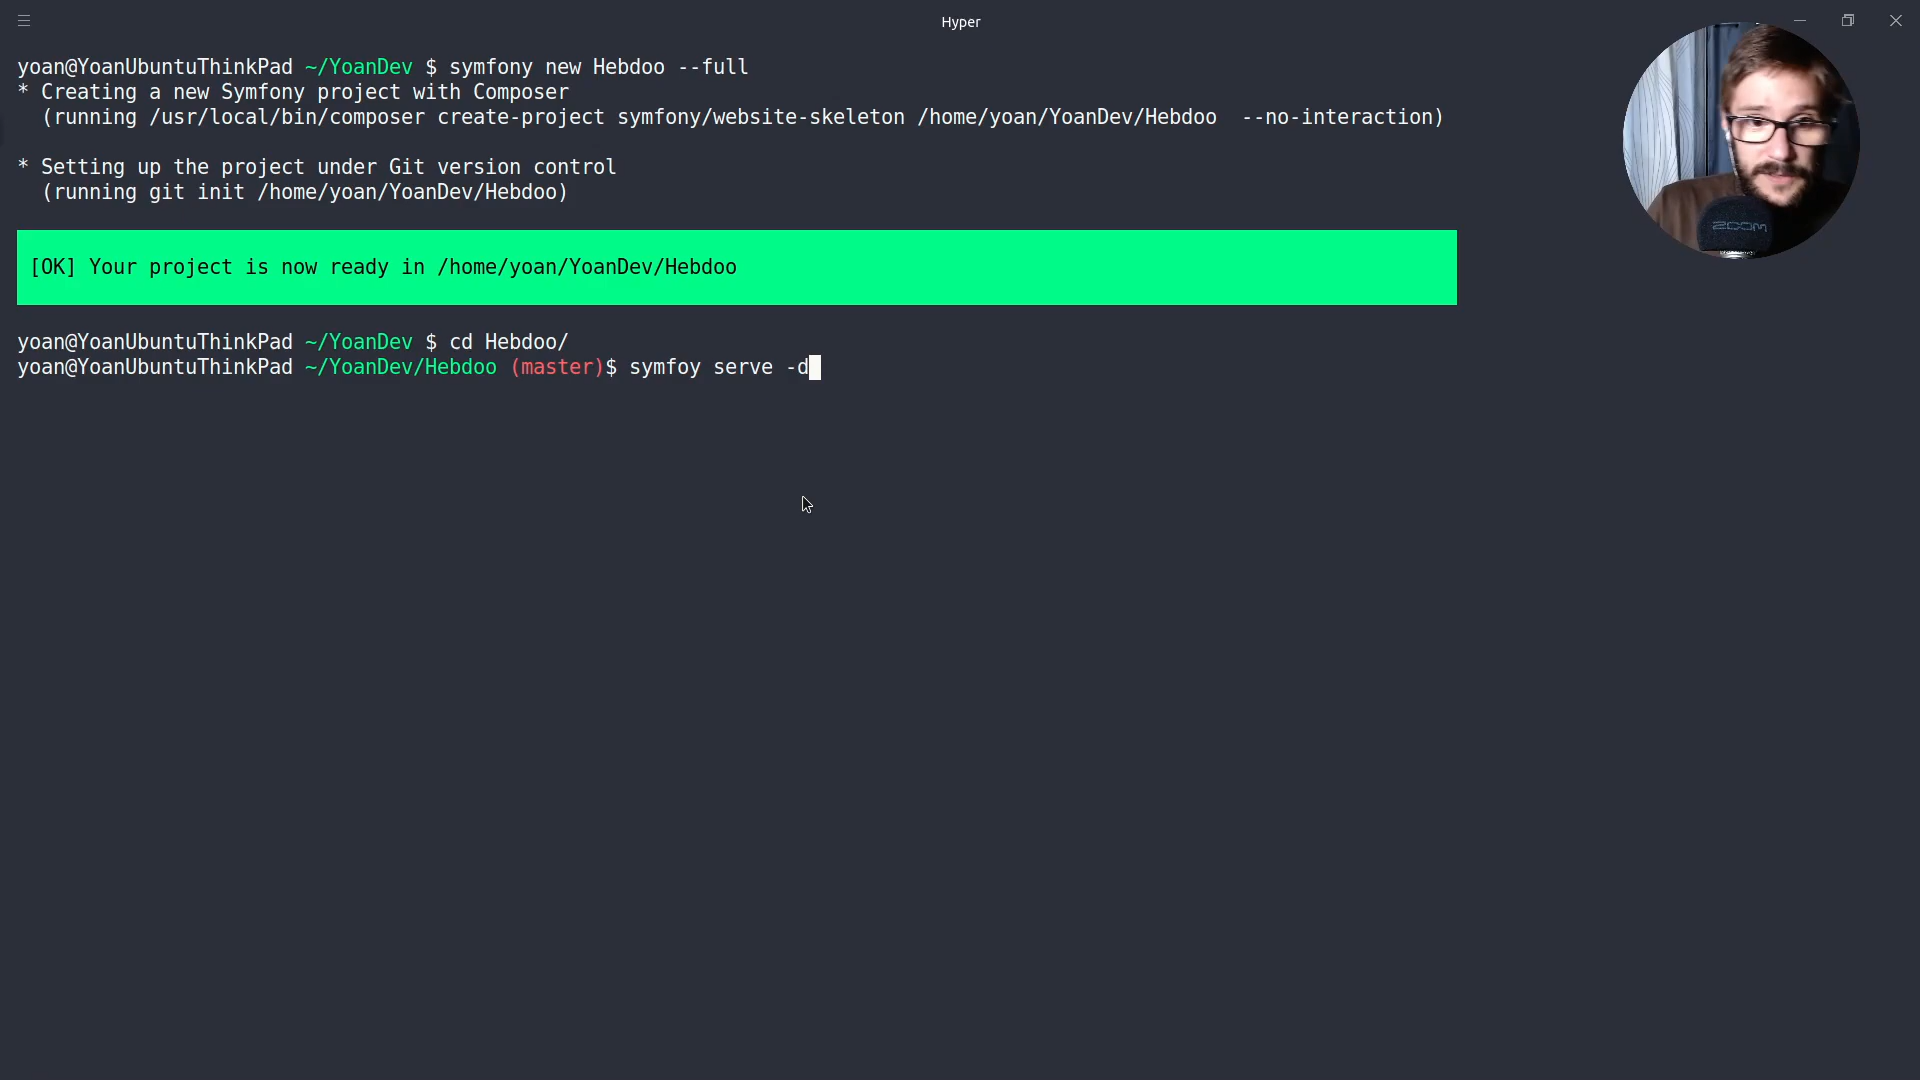 Hyper
yoan@YoanUbuntuThinkPad ~/YoanDev $ symfony new Hebdoo --full
* Creating a new Symfony project with Composer
(running /usr/local/bin/composer create-project symfony/website-skeleton /home/yoan/YoanDev/Hebdoo --no-interaction)
* Setting up the project under Git version control
(running git init /home/yoan/YoanDev/Hebdoo)
[OK] Your project is now ready in /home/yoan/YoanDev/Hebdoo
yoan@YoanUbuntuThinkPad ~/YoanDev $ cd Hebdoo/
yoan@YoanUbuntuThinkPad ~/YoanDev/Hebdoo (master)$ symfoy serve -d
zoom